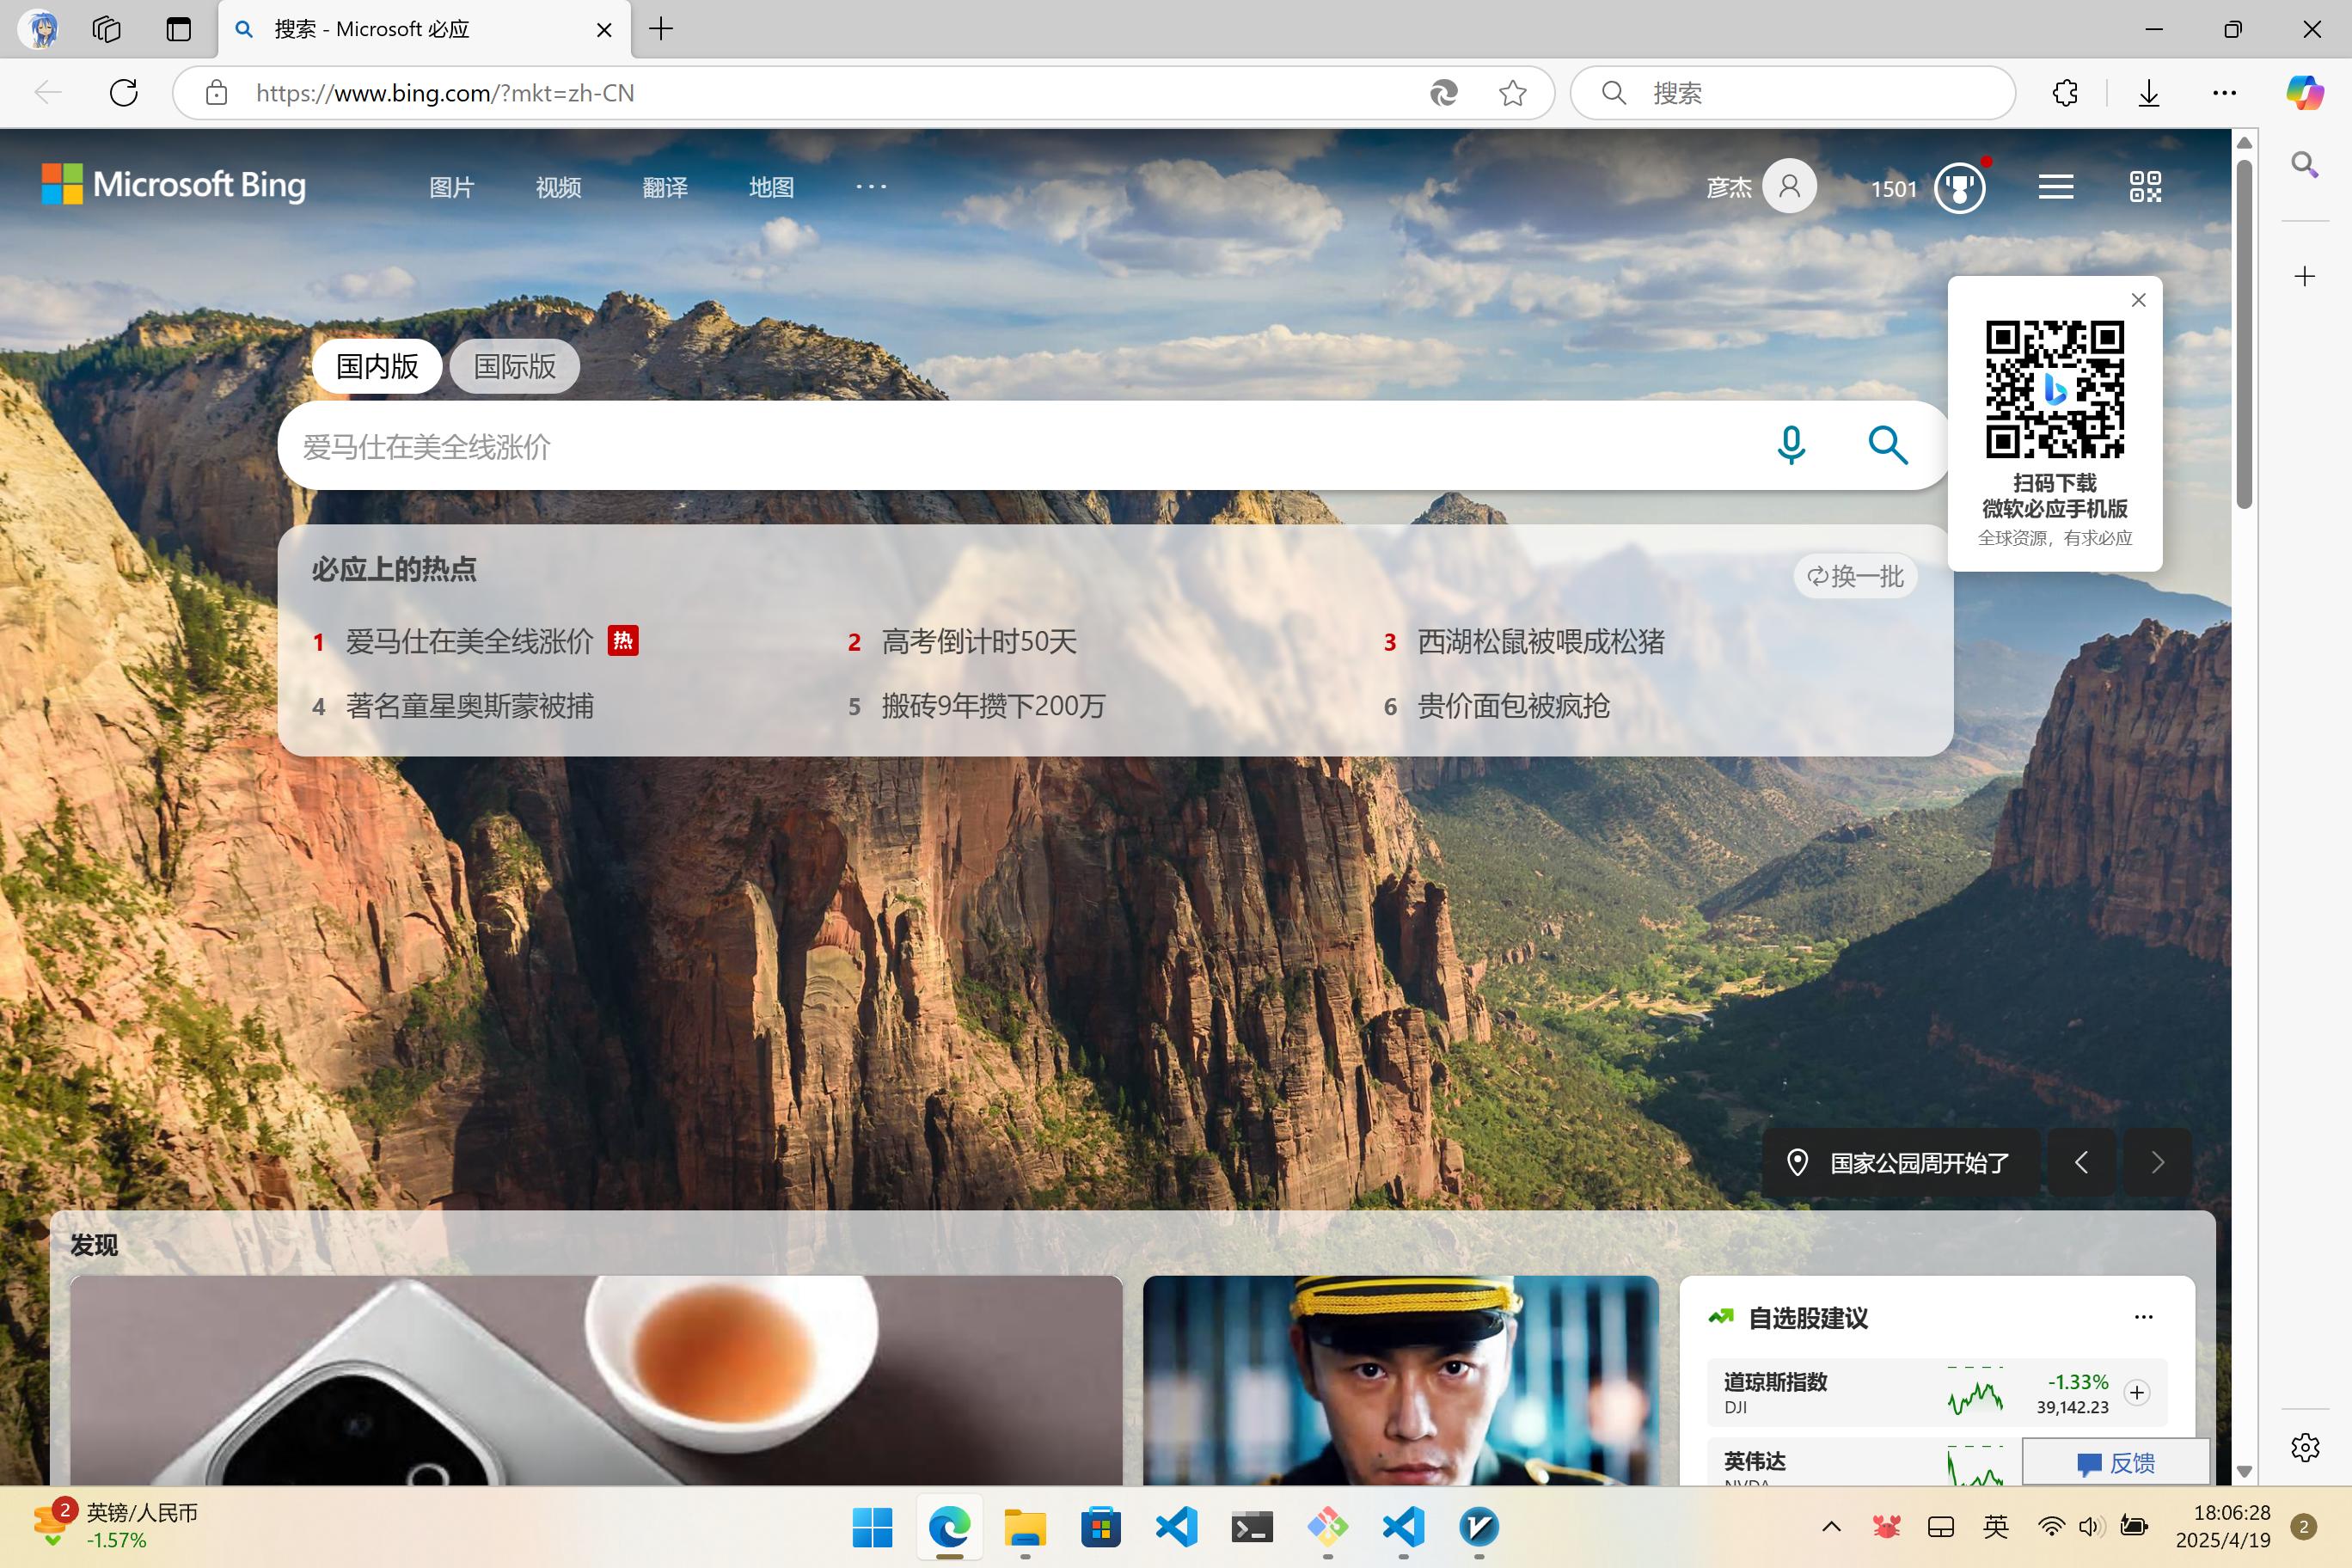 搜索 - Microsoft 必应
https://www.bing.com/?mkt=zh-CN
搜索
Microsoft Bing
图片
视频
翻译
地图
彦杰
1501
国内版
国际版
爱马仕在美全线涨价
扫码下载
微软必应手机版
全球资源，有求必应
必应上的热点
换一批
1 爱马仕在美全线涨价 热
2 高考倒计时50天
3 西湖松鼠被喂成松猪
4 著名童星奥斯蒙被捕
5 搬砖9年攒下200万
6 贵价面包被疯抢
国家公园周开始了
发现
自选股建议
道琼斯指数
DJI
-1.33%
39,142.23
英伟达
反馈
2
英镑/人民币
-1.57%
英
18:06:28
2025/4/19
2